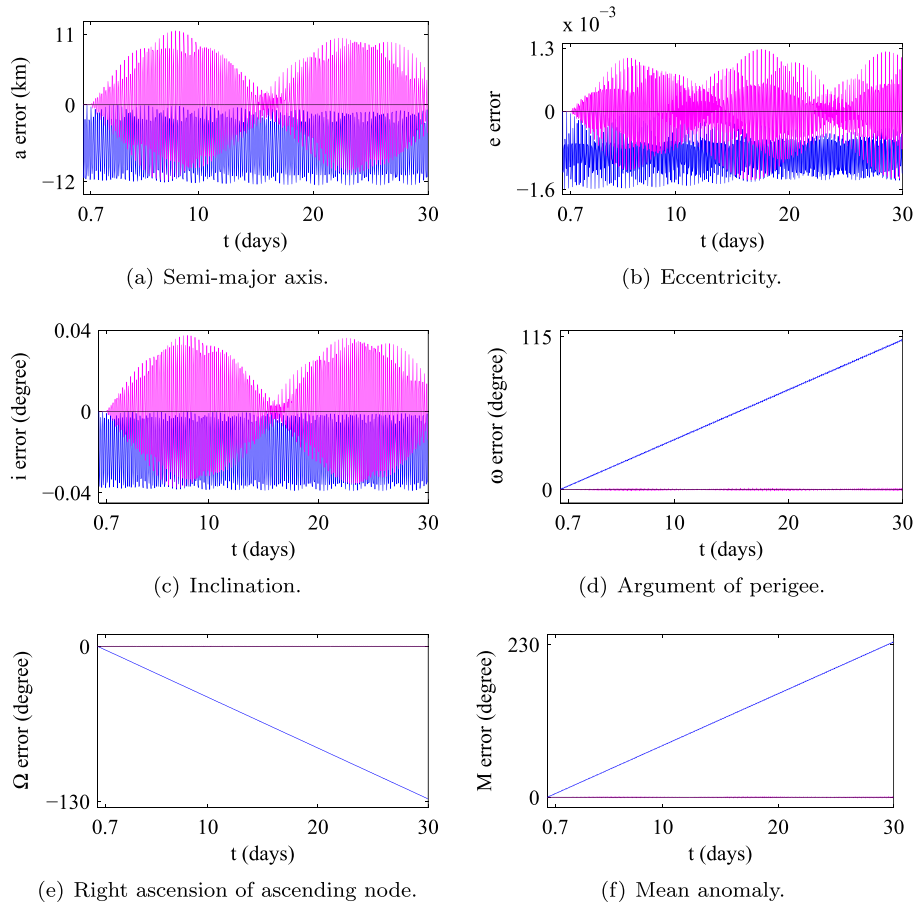 x 10⁻³
11
0
−12
a error (km)
0.7 10 20 30
t (days)
(a) Semi-major axis.
1.3
0
−1.6
e error
0.7 10 20 30
t (days)
(b) Eccentricity.
0.04
0
−0.04
i error (degree)
0.7 10 20 30
t (days)
(c) Inclination.
115
0
ω error (degree)
0.7 10 20 30
t (days)
(d) Argument of perigee.
0
−130
Ω error (degree)
0.7 10 20 30
t (days)
(e) Right ascension of ascending node.
230
0
M error (degree)
0.7 10 20 30
t (days)
(f) Mean anomaly.